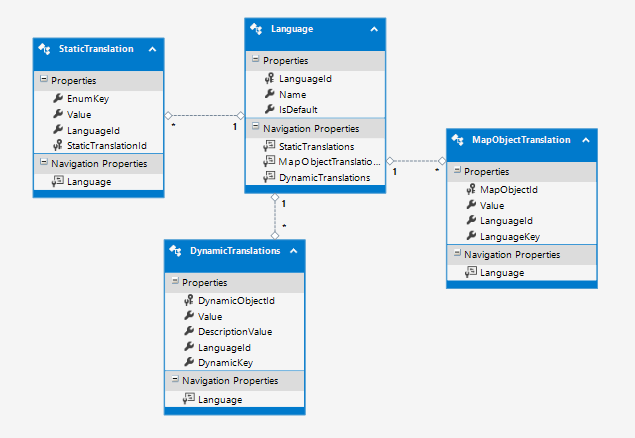 StaticTranslation
Properties
EnumKey
Value
LanguageId
StaticTranslationId
Navigation Properties
Language
*
1
Language
Properties
LanguageId
Name
IsDefault
Navigation Properties
StaticTranslations
MapObjectTranslatio...
DynamicTranslations
1
*
MapObjectTranslation
Properties
MapObjectId
Value
LanguageId
LanguageKey
Navigation Properties
Language
1
*
DynamicTranslations
Properties
DynamicObjectId
Value
DescriptionValue
LanguageId
DynamicKey
Navigation Properties
Language